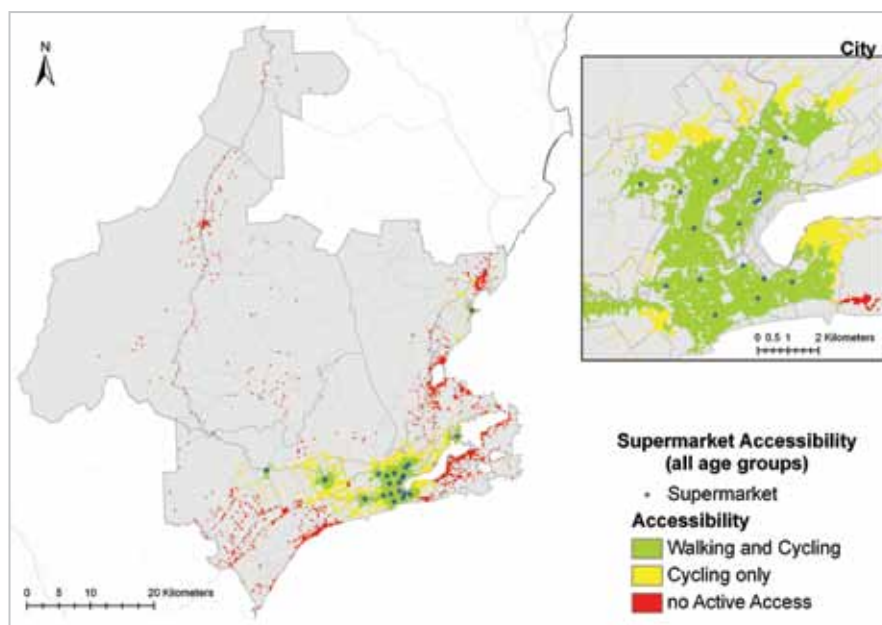 N
City
0 0.5 1 2 Kilometers
Supermarket Accessibility
(all age groups)
Supermarket
Accessibility
Walking and Cycling
Cycling only
no Active Access
0 5 10 20 Kilometers